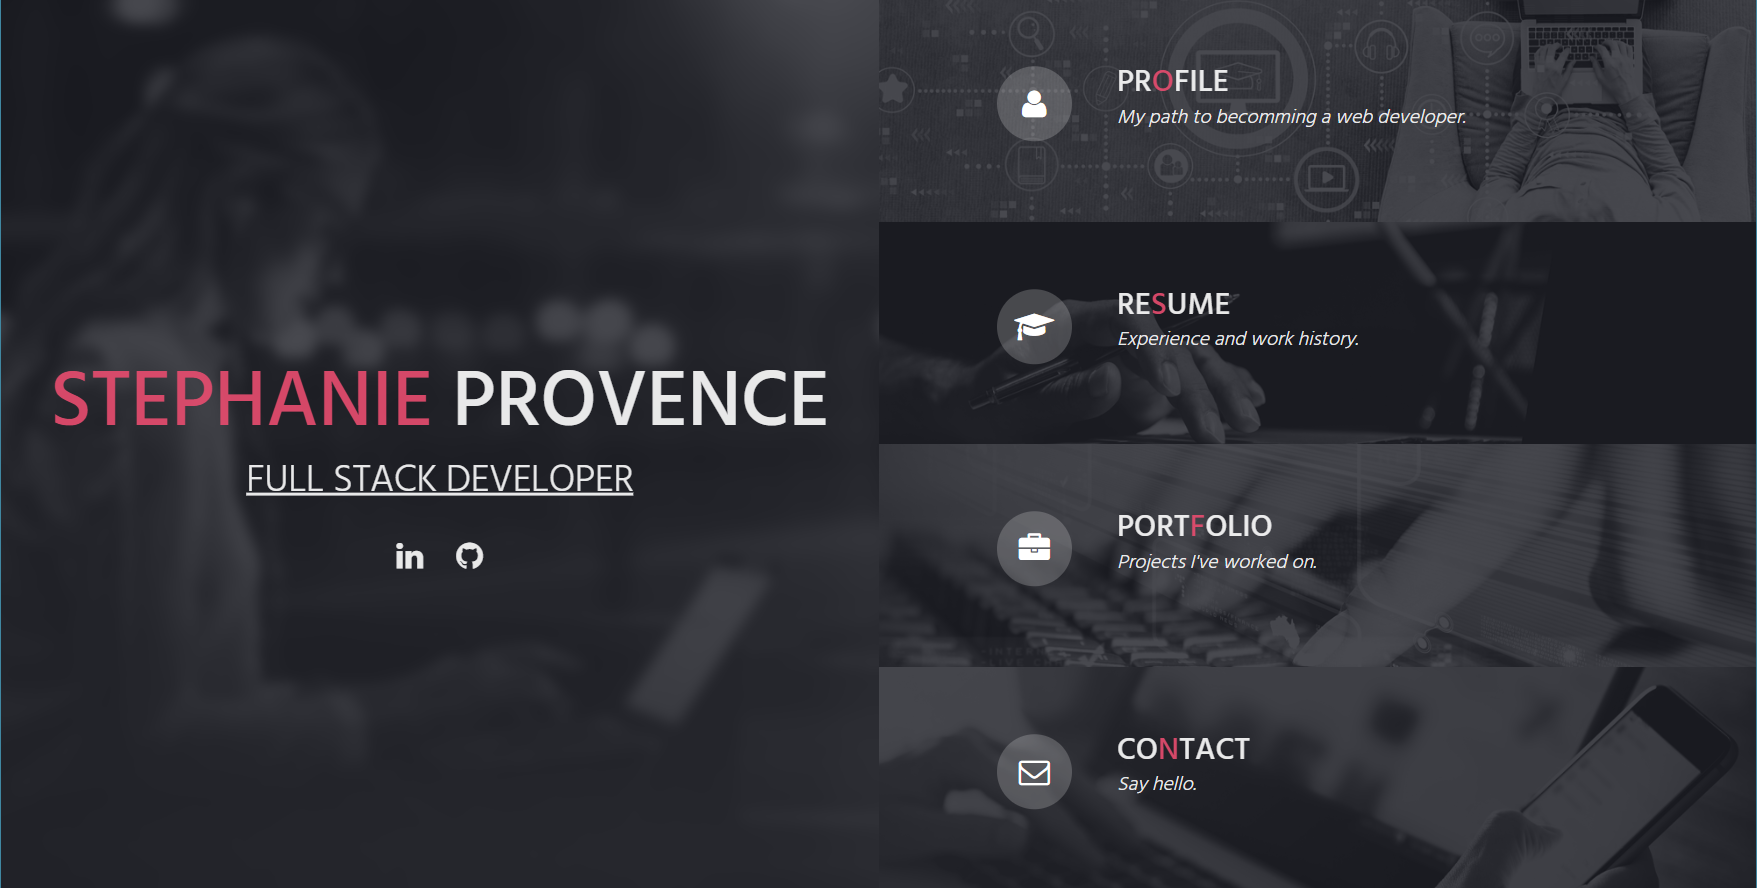 STEPHANIE PROVENCE
FULL STACK DEVELOPER
in
PROFILE
My path to becomming a web developer.
RESUME
Experience and work history.
PORTFOLIO
Projects I've worked on.
CONTACT
Say hello.